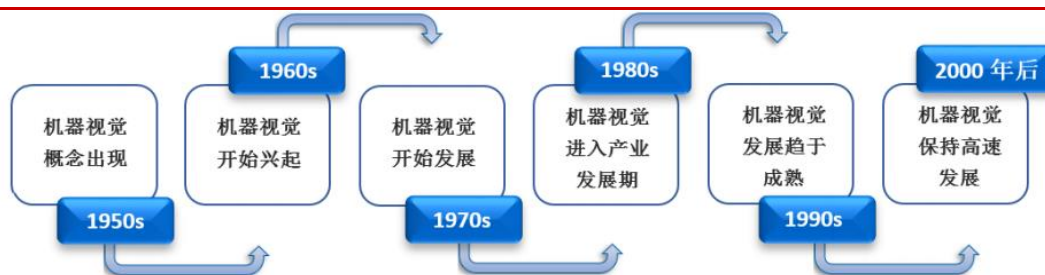 机器视觉
概念出现
1950s
1960s
机器视觉
开始兴起
机器视觉
开始发展
1970s
1980s
机器视觉
进入产业
发展期
机器视觉
发展趋于
成熟
1990s
2000 年后
机器视觉
保持高速
发展